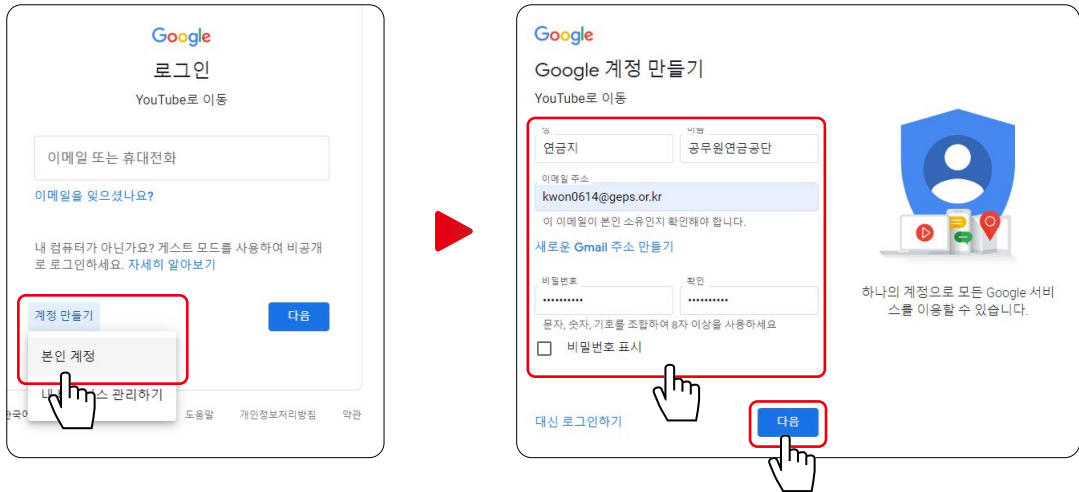 Google
로그인
YouTube로 이동
이메일 또는 휴대전화
이메일을 잊으셨나요?
내 컴퓨터가 아닌가요? 게스트 모드를 사용하여 비공개
로 로그인하세요. 자세히 알아보기
계정 만들기
다음
본인 계정
내 스 관리하기
도움말 개인정보처리방침 약관
Google
Google 계정 만들기
YouTube로 이동
성 이름
연금지 공무원연금공단
이메일 주소
kwon0614@geps.or.kr
이 이메일이 본인 소유인지 확인해야 합니다.
새로운 Gmail 주소 만들기
비밀번호 확인
•••••••••• ••••••••••
문자, 숫자, 기호를 조합하여 8자 이상을 사용하세요
비밀번호 표시
대신 로그인하기
다음
하나의 계정으로 모든 Google 서비
스를 이용할 수 있습니다.